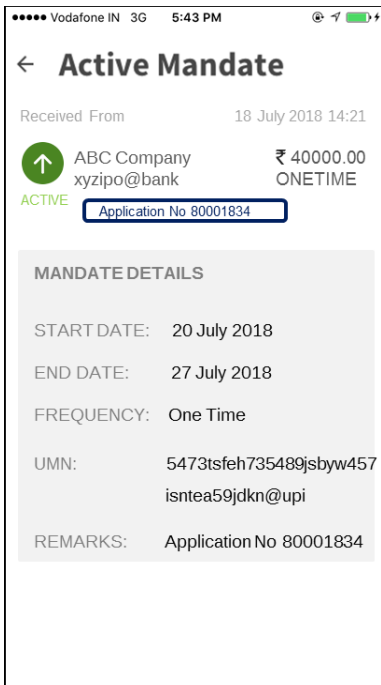 Vodafone IN 3G 5:43 PM
Active Mandate
Received From 18 July 2018 14:21
ABC Company ₹ 40000.00
xyzipo@bank ONETIME
ACTIVE Application No 80001834
MANDATE DETAILS
START DATE: 20 July 2018
END DATE: 27 July 2018
FREQUENCY: One Time
UMN: 5473tsfeh735489jsbyw457
isntea59jdkn@upi
REMARKS: Application No 80001834